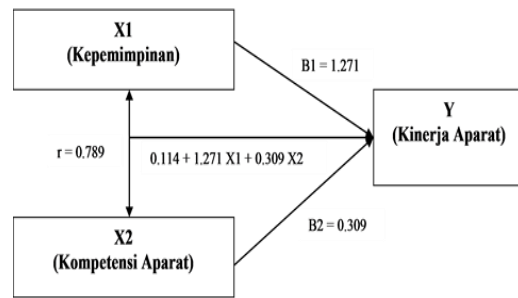 X1
(Kepemimpinan)
B1 = 1.271
Y
(Kinerja Aparat)
r = 0.789
0.114 + 1.271 X1 + 0.309 X2
B2 = 0.309
X2
(Kompetensi Aparat)